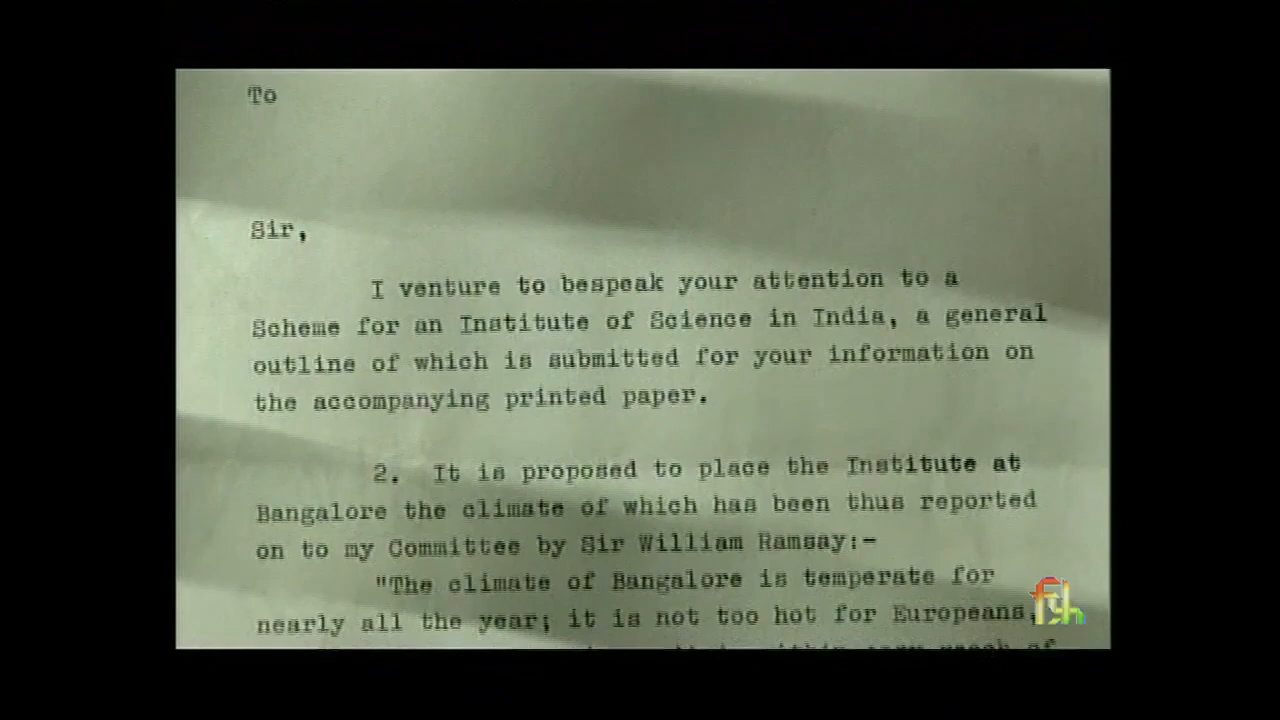 To
Sir,
I venture to bespeak your attention to a
Scheme for an Institute of Science in India, a general
outline of which is submitted for your information on
the accompanying printed paper.
2. It is proposed to place the Institute at
Bangalore the climate of which has been thus reported
on to my Committee by Sir William Ramsay:-
"The climate of Bangalore is temperate for
nearly all the year; it is not too hot for Europeans,